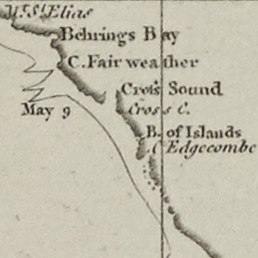 Mt. St. Elias
Behrings Bay
C. Fair weather
Cross Sound
Cross C.
May 9
B. of Islands
C Edgecombe